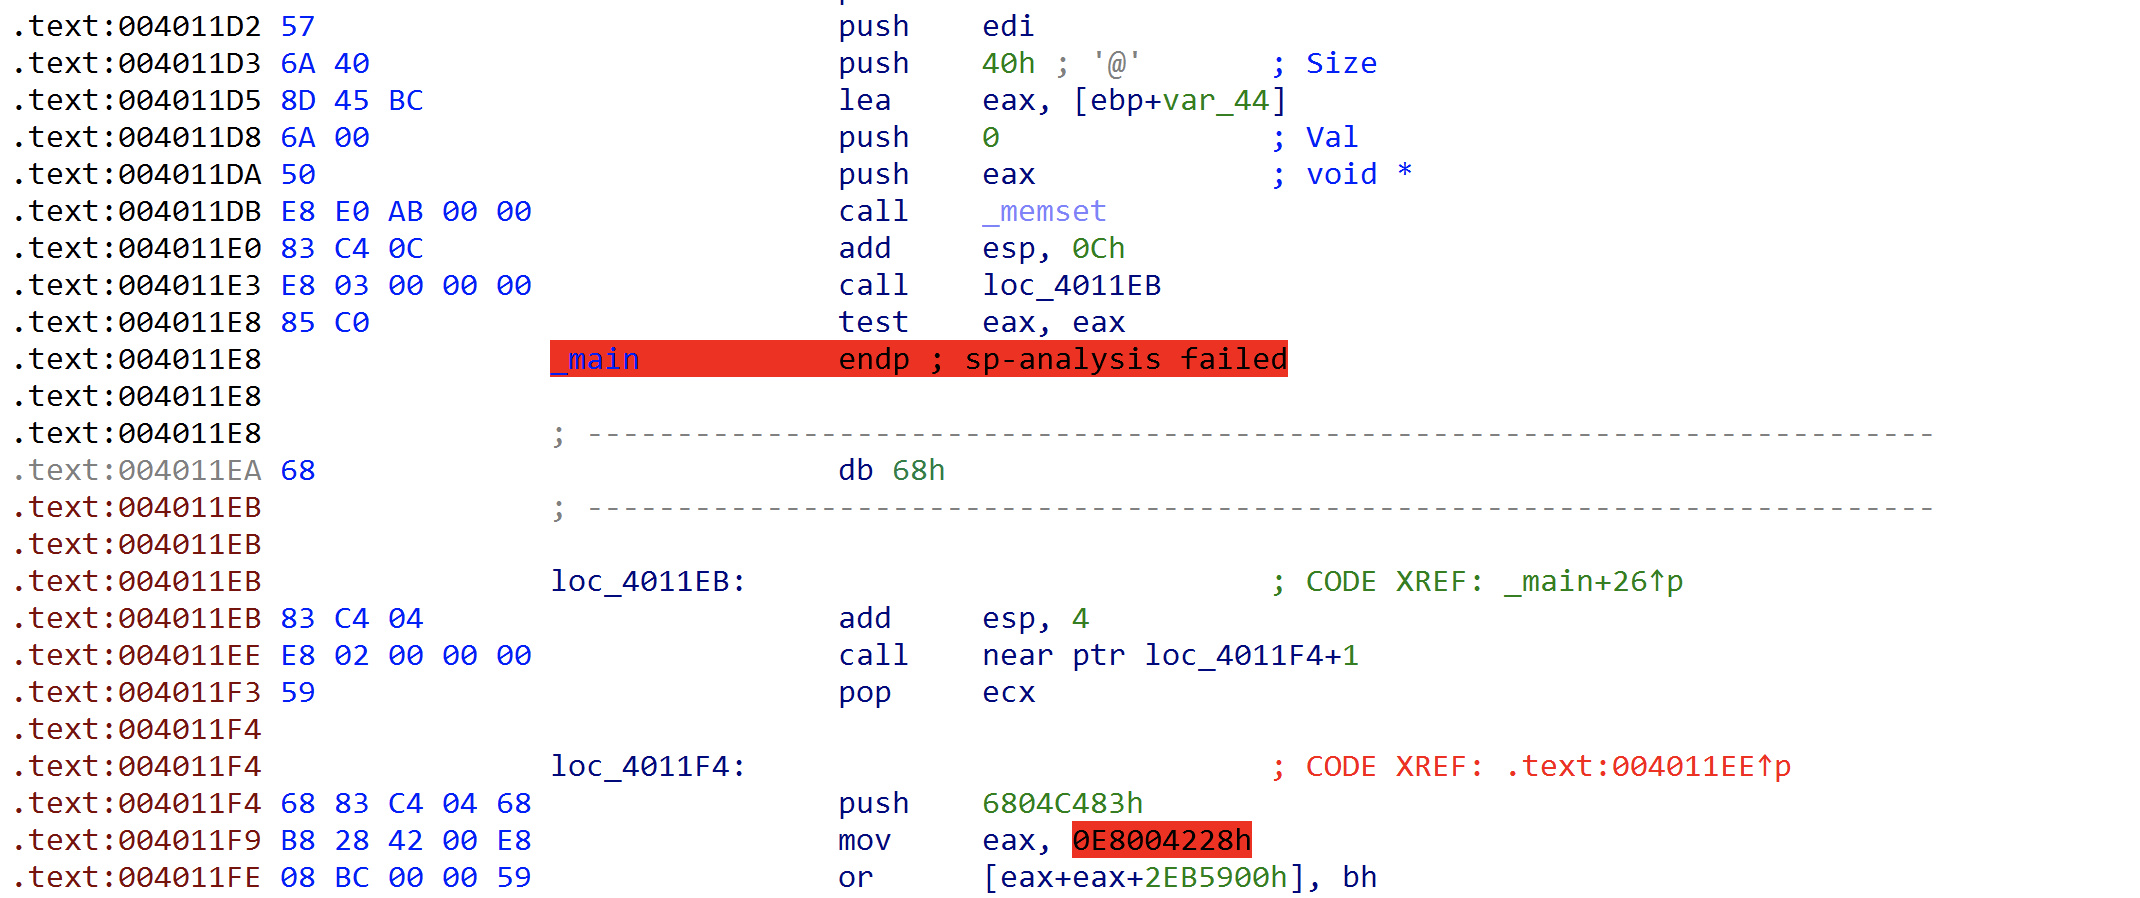 .text:004011D2 57 push edi
.text:004011D3 6A 40 push 40h ; '@' ; Size
.text:004011D5 8D 45 BC lea eax, [ebp+var_44]
.text:004011D8 6A 00 push 0 ; Val
.text:004011DA 50 push eax ; void *
.text:004011DB E8 E0 AB 00 00 call _memset
.text:004011E0 83 C4 0C add esp, 0Ch
.text:004011E3 E8 03 00 00 00 call loc_4011EB
.text:004011E8 85 C0 test eax, eax
.text:004011E8 _main endp ; sp-analysis failed
.text:004011E8
.text:004011E8 ; ---------------------------------------------------------------------------
.text:004011EA 68 db 68h
.text:004011EB ; ---------------------------------------------------------------------------
.text:004011EB
.text:004011EB loc_4011EB: ; CODE XREF: _main+26↑p
.text:004011EB 83 C4 04 add esp, 4
.text:004011EE E8 02 00 00 00 call near ptr loc_4011F4+1
.text:004011F3 59 pop ecx
.text:004011F4
.text:004011F4 loc_4011F4: ; CODE XREF: .text:004011EE↑p
.text:004011F4 68 83 C4 04 68 push 6804C483h
.text:004011F9 B8 28 42 00 E8 mov eax, 0E8004228h
.text:004011FE 08 BC 00 00 59 or [eax+eax+2EB5900h], bh